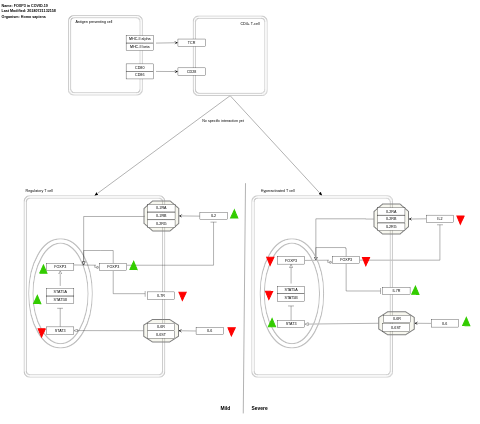 Name: FOXP3 in COVID-19
Last Modified: 20240131132158
Organism: Homo sapiens
Antigen presenting cell
CD4+ T-cell
MHC-II alpha
MHC-II beta
TCR
CD80
CD86
CD28
No specific interaction yet
Regulatory T cell
Hyperactivated T cell
IL2RA
IL2RB
IL2RG
IL2
IL2RA
IL2RB
IL2RG
IL2
FOXP3
FOXP3
FOXP3
FOXP3
STAT5A
STAT5B
IL7R
STAT5A
STAT5B
IL7R
STAT3
IL6R
IL6ST
IL6
STAT3
IL6R
IL6ST
IL6
Mild
Severe